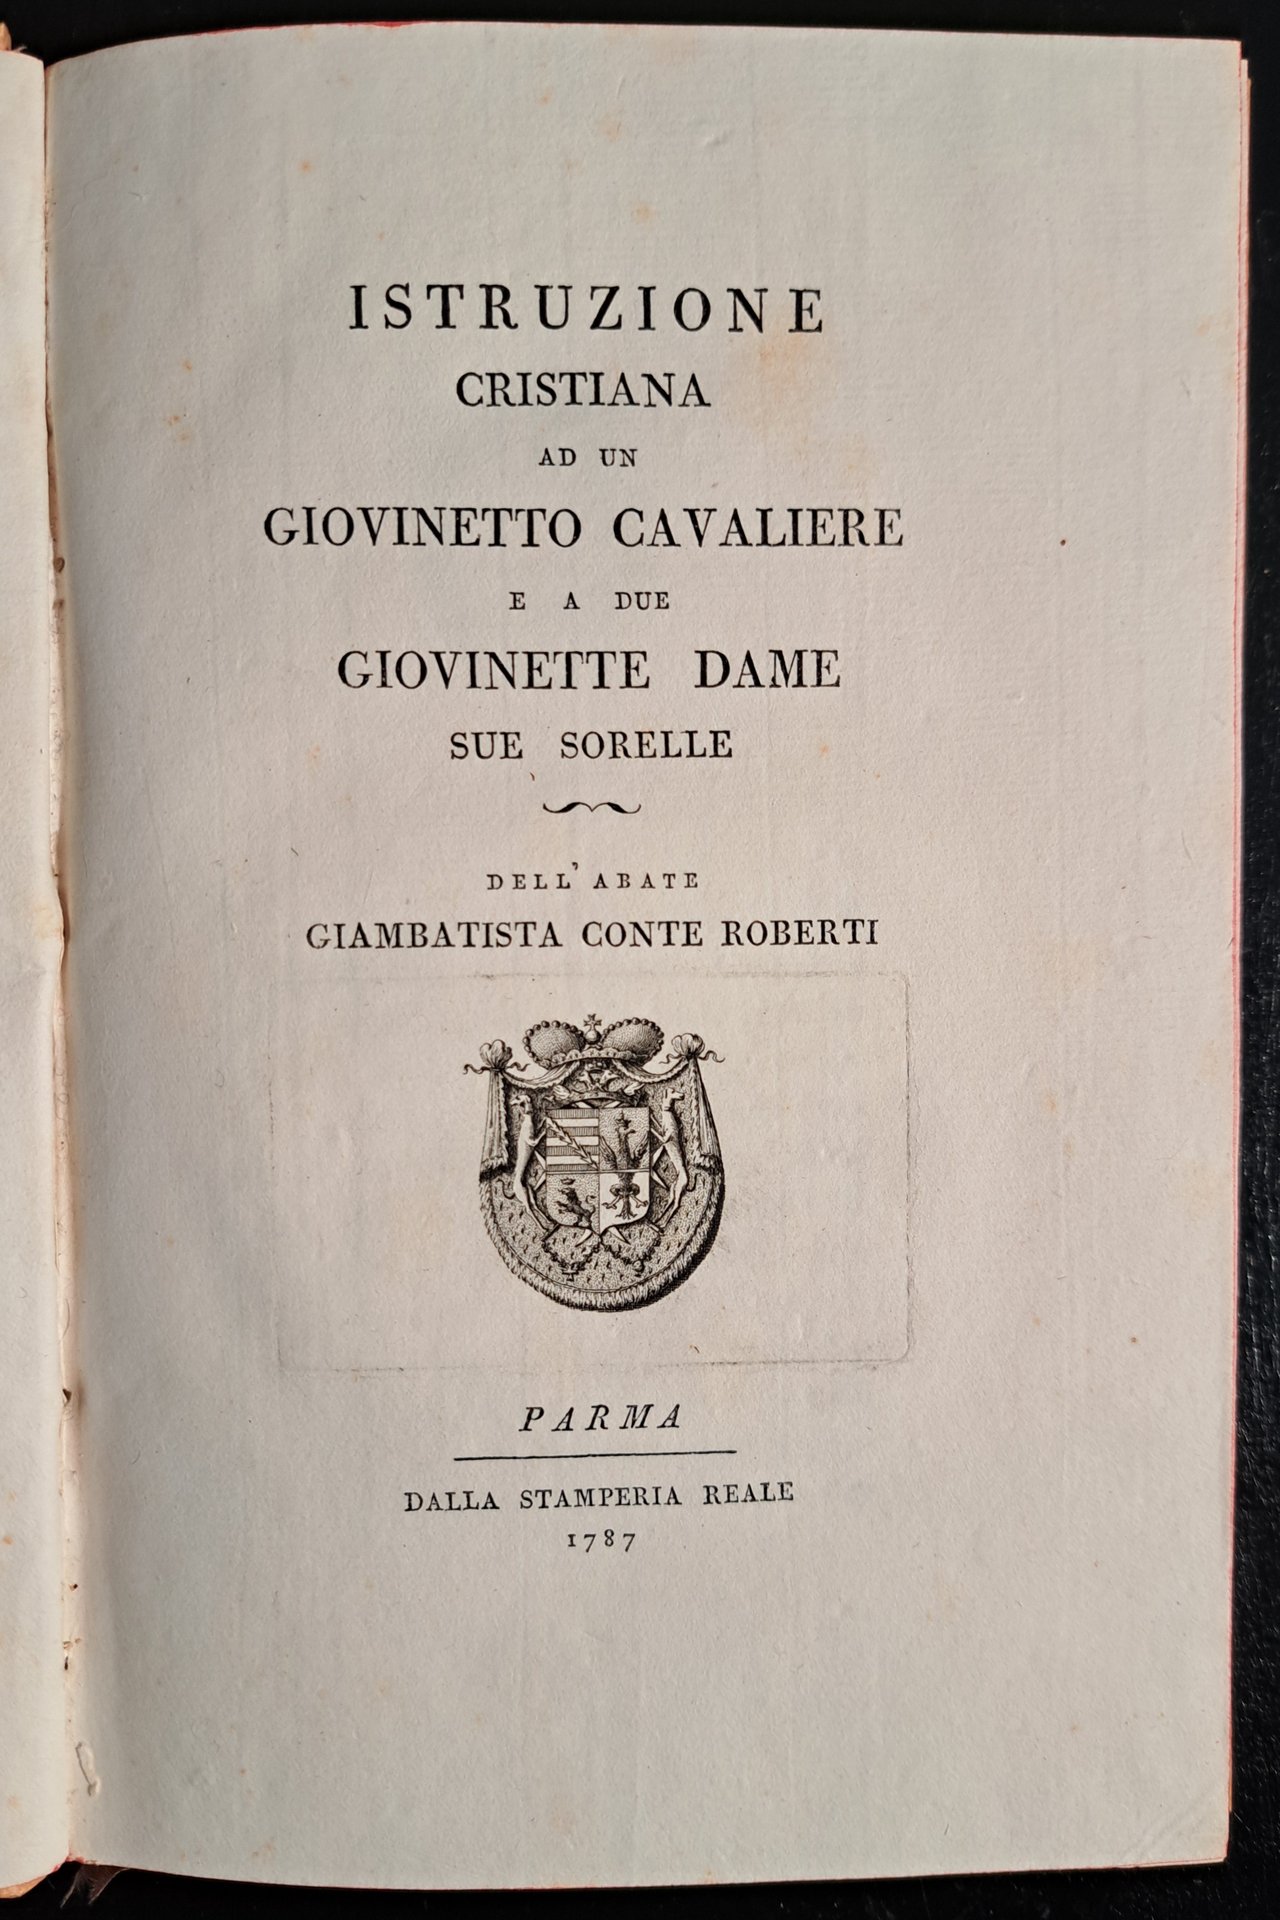 ISTRUZIONE
CRISTIANA
AD UN
GIOVINETTO CAVALIERE
E A DUE
GIOVINETTE DAME
SUE SORELLE
DELL' ABATE
GIAMBATISTA CONTE ROBERTI
PARMA
DALLA STAMPERIA REALE
1787